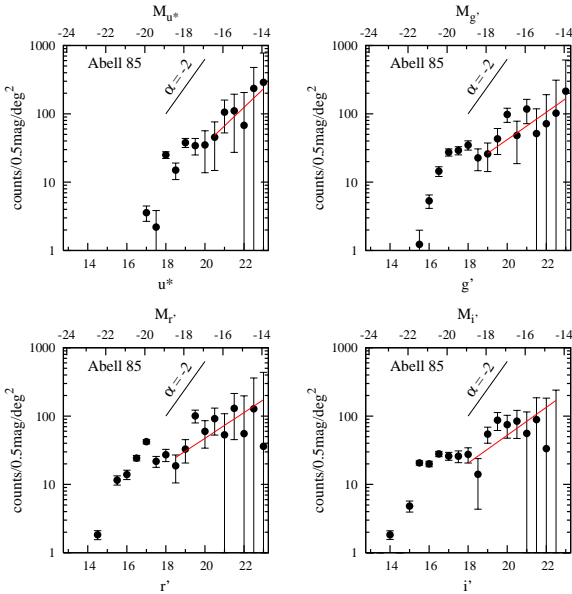 M_u*
-24 -22 -20 -18 -16 -14
1000
100
10
1
counts/0.5mag/deg²
Abell 85
α = -2
14 16 18 20 22
u*
M_g'
-24 -22 -20 -18 -16 -14
1000
100
10
1
counts/0.5mag/deg²
Abell 85
α = -2
14 16 18 20 22
g'
M_r'
-24 -22 -20 -18 -16 -14
1000
100
10
1
counts/0.5mag/deg²
Abell 85
α = -2
14 16 18 20 22
r'
M_i'
-24 -22 -20 -18 -16 -14
1000
100
10
1
counts/0.5mag/deg²
Abell 85
α = -2
14 16 18 20 22
i'